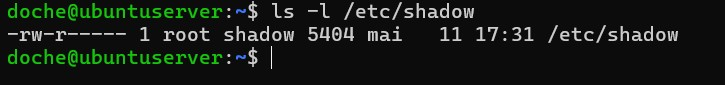 doche@ubuntuserver:~$ ls -l /etc/shadow
-rw-r----- 1 root shadow 5404 mai   11 17:31 /etc/shadow
doche@ubuntuserver:~$